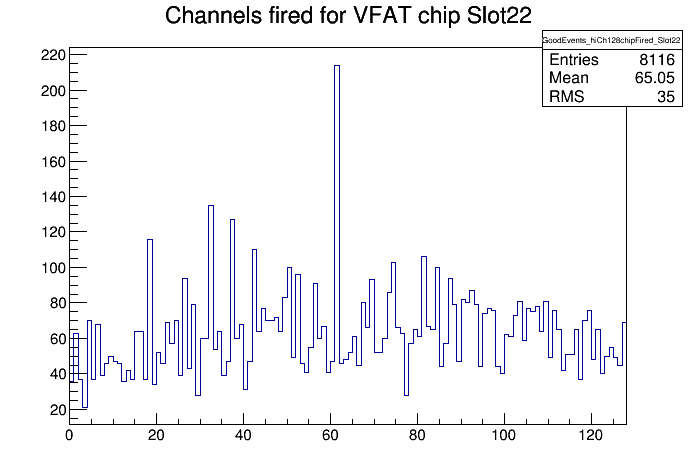 Channels fired for VFAT chip Slot22
GoodEvents_hiCh128chipFired_Slot22
Entries 8116
Mean 65.05
RMS 35
220
200
180
160
140
120
100
80
60
40
20
0 20 40 60 80 100 120